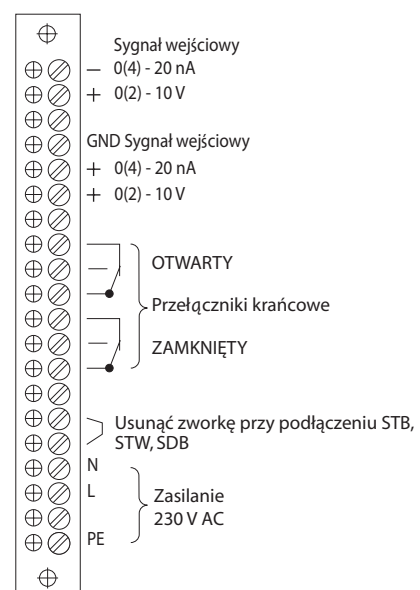 Sygnał wejściowy
– 0(4) - 20 nA
+ 0(2) - 10 V
GND Sygnał wejściowy
+ 0(4) - 20 nA
+ 0(2) - 10 V
OTWARTY
Przełączniki krańcowe
ZAMKNIĘTY
Usunąć zworkę przy podłączeniu STB,
STW, SDB
N
L
Zasilanie
230 V AC
PE